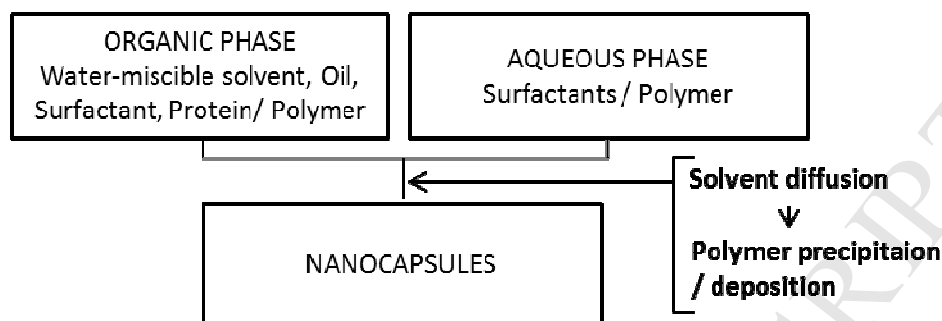 ORGANIC PHASE
Water-miscible solvent, Oil,
Surfactant, Protein/ Polymer
AQUEOUS PHASE
Surfactants / Polymer
Solvent diffusion
Polymer precipitaion
/ deposition
NANOCAPSULES